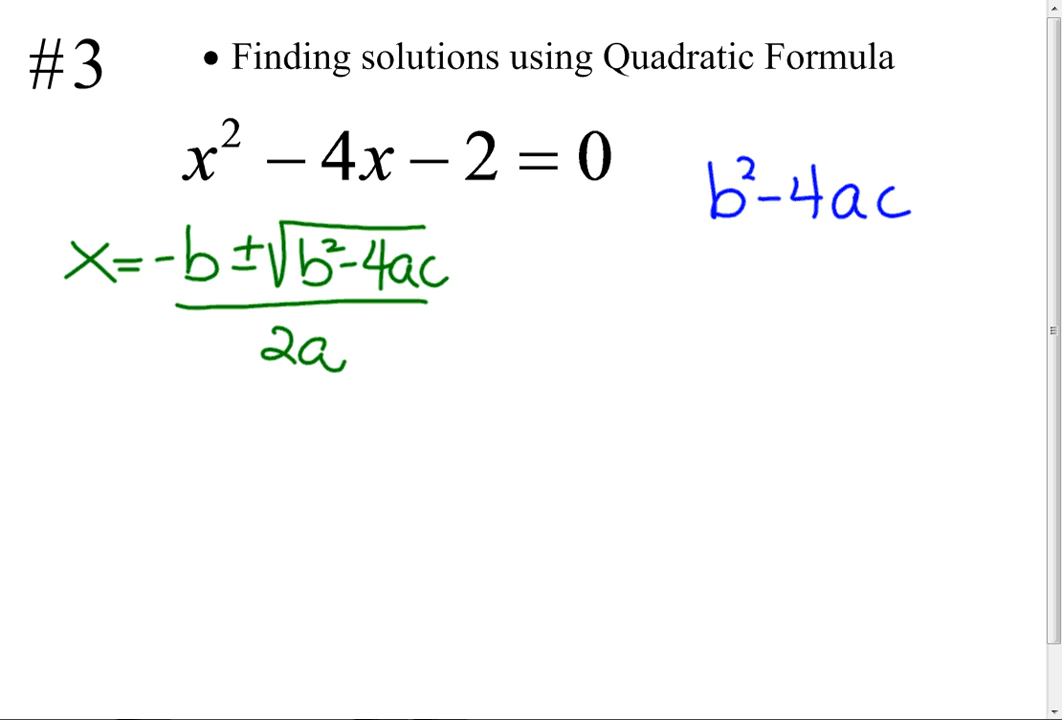 #3
• Finding solutions using Quadratic Formula
x² – 4x – 2 = 0
b²-4ac
x = -b ± √b²-4ac
2a